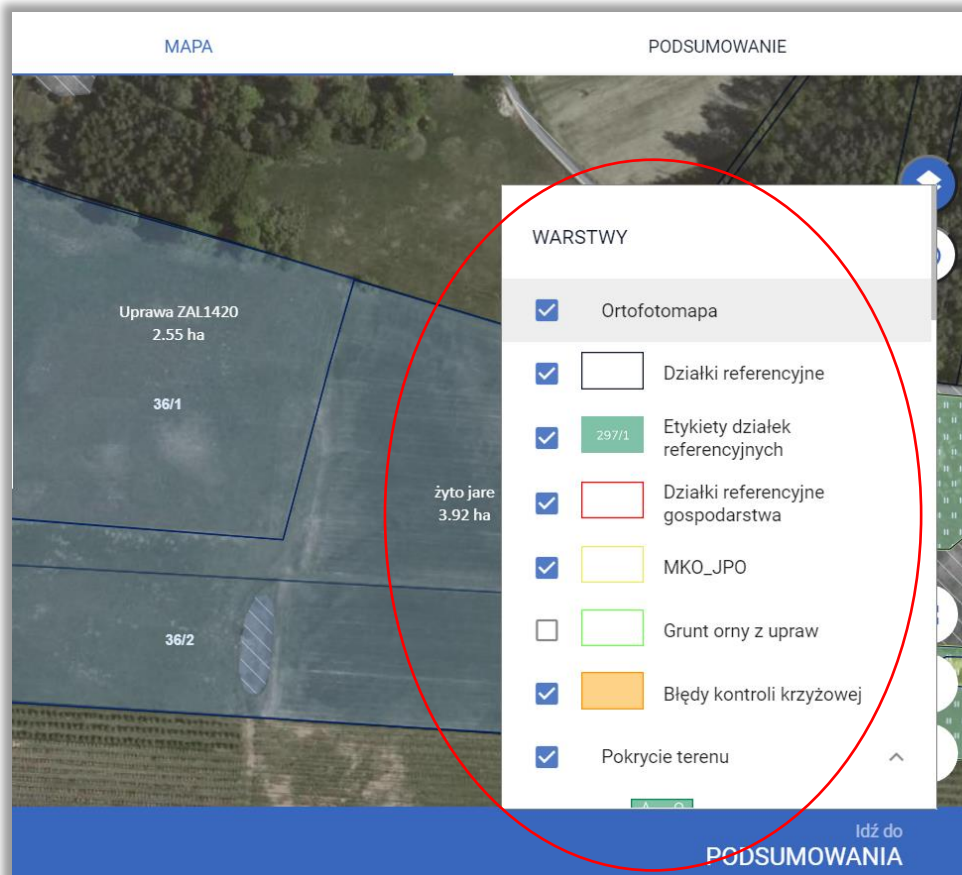 MAPA
PODSUMOWANIE
Uprawa ZAL1420
2.55 ha
36/1
żyto jare
3.92 ha
36/2
WARSTWY
Ortofotomapa
Działki referencyjne
297/1
Etykiety działek
referencyjnych
Działki referencyjne
gospodarstwa
MKO_JPO
Grunt orny z upraw
Błędy kontroli krzyżowej
Pokrycie terenu
Idź do
PODSUMOWANIA